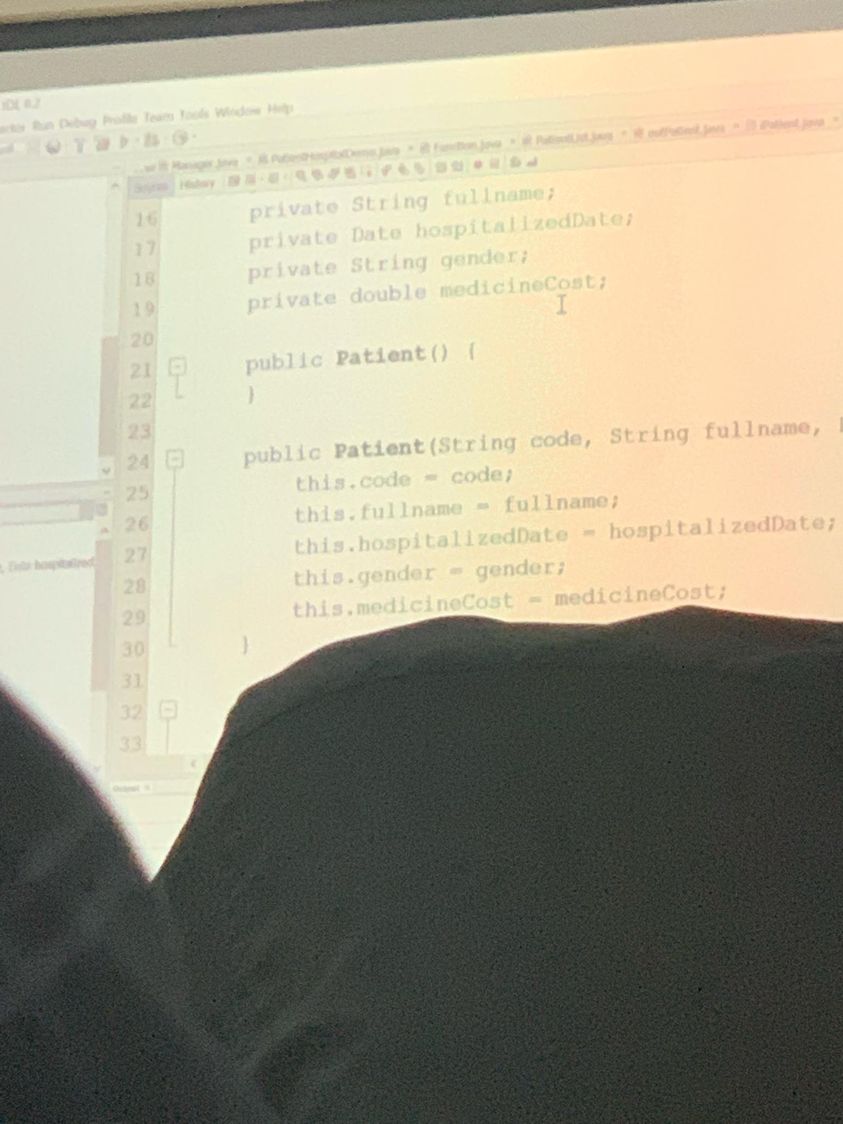 IDE 8.2
Run Debug Profile Team Tools Window Help
Manager.java PatientHospitalDemo.java Function.java PatientList.java outPatient.java iPatient.java
Source History
16 private String fullname;
17 private Date hospitalizedDate;
18 private String gender;
19 private double medicineCost;
20
21 public Patient() {
22 }
23
24 public Patient(String code, String fullname,
25 this.code = code;
26 this.fullname = fullname;
27 this.hospitalizedDate = hospitalizedDate;
28 this.gender = gender;
29 this.medicineCost = medicineCost;
30 }
31
32
33
, Date hospitalized
Output